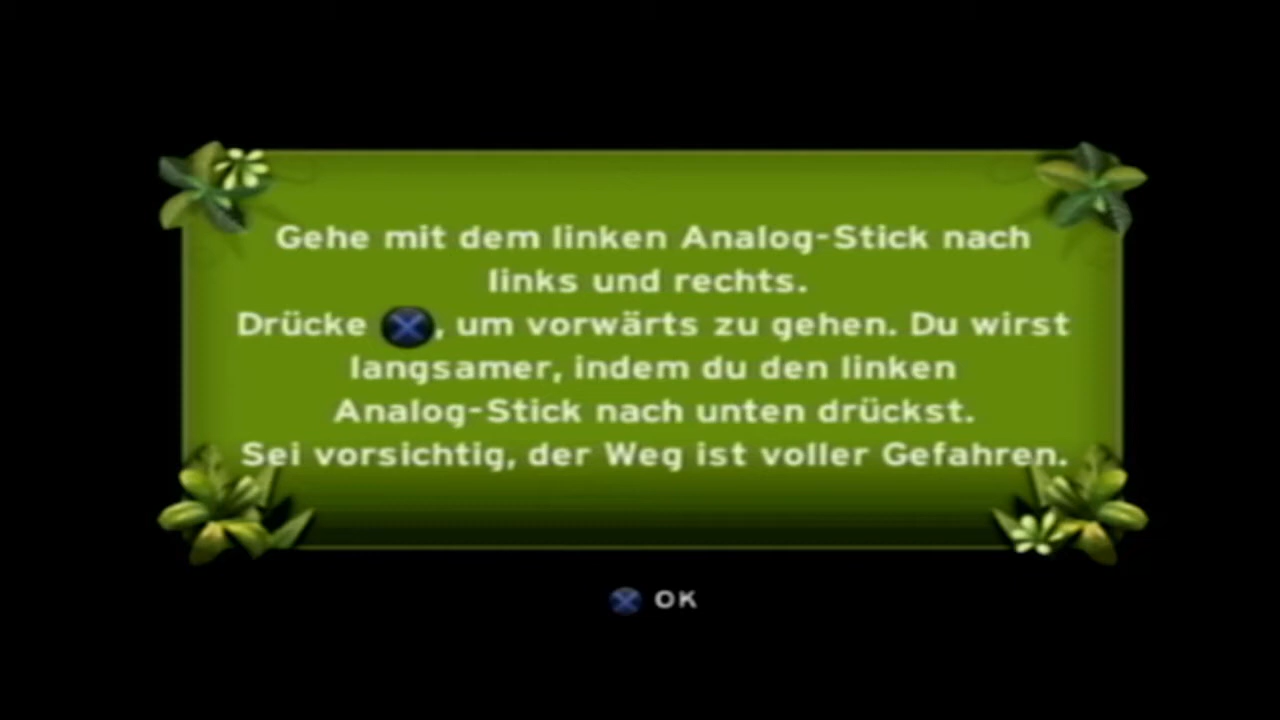 Gehe mit dem linken Analog-Stick nach
links und rechts.
Drücke , um vorwärts zu gehen. Du wirst
langsamer, indem du den linken
Analog-Stick nach unten drückst.
Sei vorsichtig, der Weg ist voller Gefahren.
OK